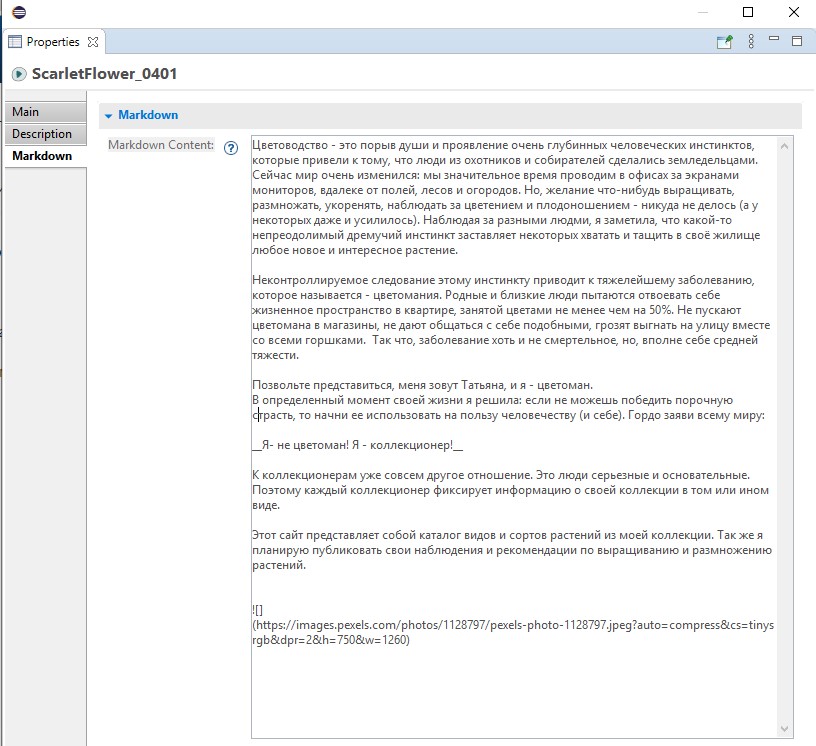 Properties
ScarletFlower_0401
Main
Description
Markdown
Markdown
Markdown Content:
Цветоводство - это порыв души и проявление очень глубинных человеческих инстинктов,
которые привели к тому, что люди из охотников и собирателей сделались земледельцами.
Сейчас мир очень изменился: мы значительное время проводим в офисах за экранами
мониторов, вдалеке от полей, лесов и огородов. Но, желание что-нибудь выращивать,
размножать, укоренять, наблюдать за цветением и плодоношением - никуда не делось (а у
некоторых даже и усилилось). Наблюдая за разными людми, я заметила, что какой-то
непреодолимый дремучий инстинкт заставляет некоторых хватать и тащить в своё жилище
любое новое и интересное растение.
Неконтроллируемое следование этому инстинкту приводит к тяжелейшему заболеванию,
которое называется - цветомания. Родные и близкие люди пытаются отвоевать себе
жизненное пространство в квартире, занятой цветами не менее чем на 50%. Не пускают
цветомана в магазины, не дают общаться с себе подобными, грозят выгнать на улицу вместе
со всеми горшками. Так что, заболевание хоть и не смертельное, но, вполне себе средней
тяжести.
Позвольте представиться, меня зовут Татьяна, и я - цветоман.
В определенный момент своей жизни я решила: если не можешь победить порочную
страсть, то начни ее использовать на пользу человечеству (и себе). Гордо заяви всему миру:
__Я- не цветоман! Я - коллекционер!__
К коллекционерам уже совсем другое отношение. Это люди серьезные и основательные.
Поэтому каждый коллекционер фиксирует информацию о своей коллекции в том или ином
виде.
Этот сайт представляет собой каталог видов и сортов растений из моей коллекции. Так же я
планирую публиковать свои наблюдения и рекомендации по выращиванию и размножению
растений.
![]
(https://images.pexels.com/photos/1128797/pexels-photo-1128797.jpeg?auto=compress&cs=tinys
rgb&dpr=2&h=750&w=1260)